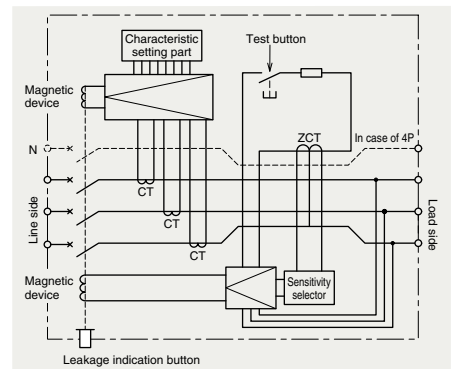 Characteristic
setting part
Test button
Magnetic
device
ZCT
In case of 4P
N
CT
Line side
CT
Load side
CT
Magnetic
device
Sensitivity
selector
Leakage indication button